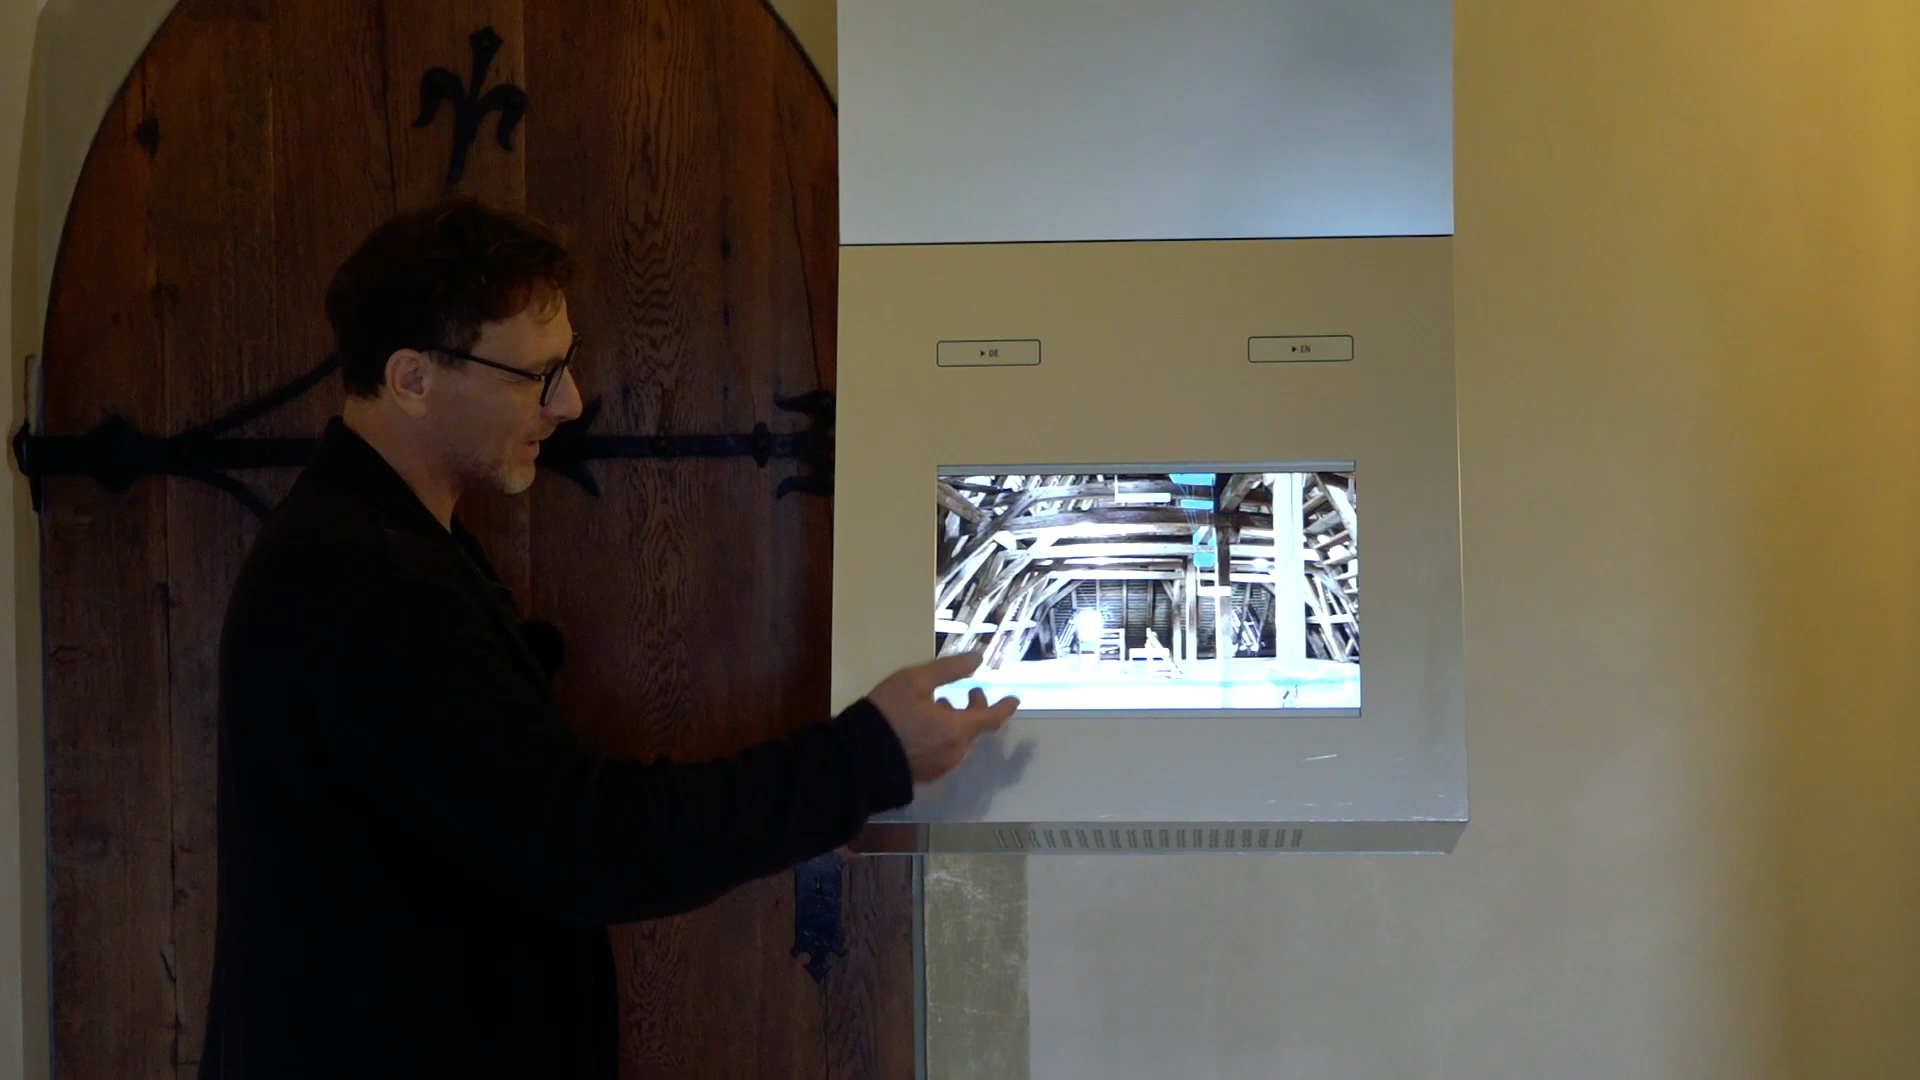 ▶ DE
▶ EN